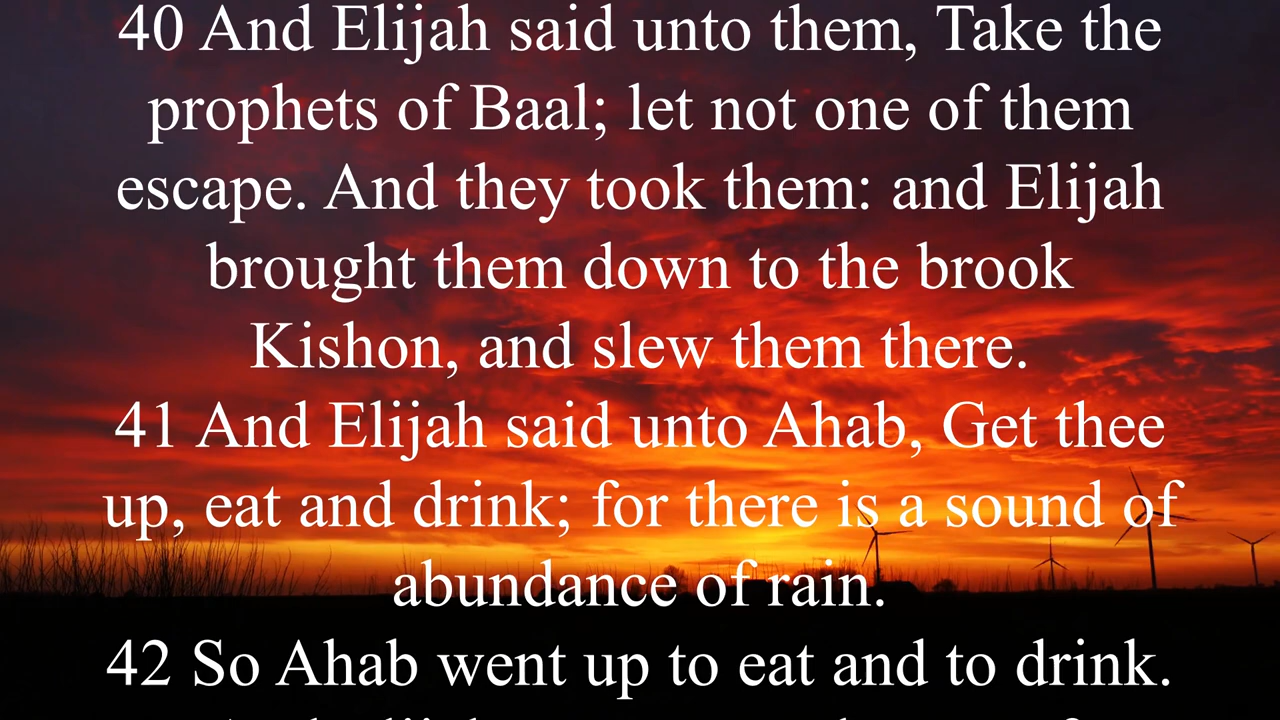 40 And Elijah said unto them, Take the
prophets of Baal; let not one of them
escape. And they took them: and Elijah
brought them down to the brook
Kishon, and slew them there.
41 And Elijah said unto Ahab, Get thee
up, eat and drink; for there is a sound of
abundance of rain.
42 So Ahab went up to eat and to drink.